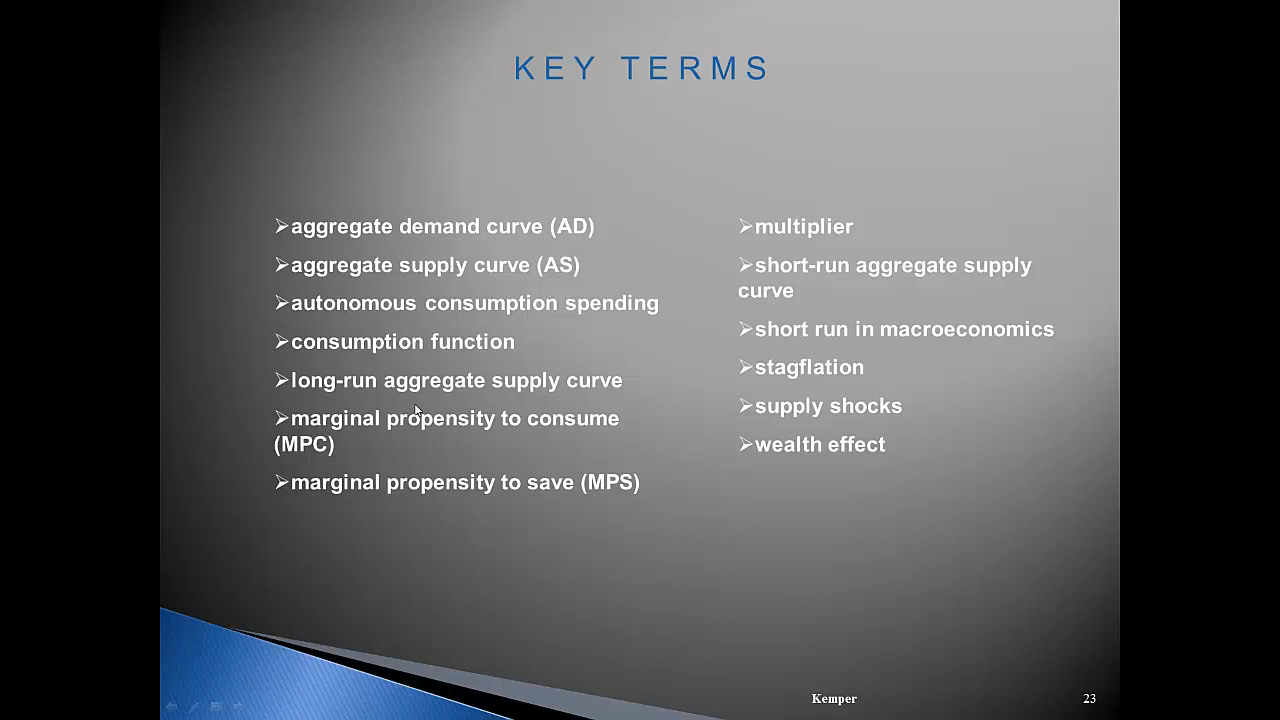 KEY TERMS
➢aggregate demand curve (AD)
➢aggregate supply curve (AS)
➢autonomous consumption spending
➢consumption function
➢long-run aggregate supply curve
➢marginal propensity to consume
(MPC)
➢marginal propensity to save (MPS)
➢multiplier
➢short-run aggregate supply
curve
➢short run in macroeconomics
➢stagflation
➢supply shocks
➢wealth effect
Kemper
23